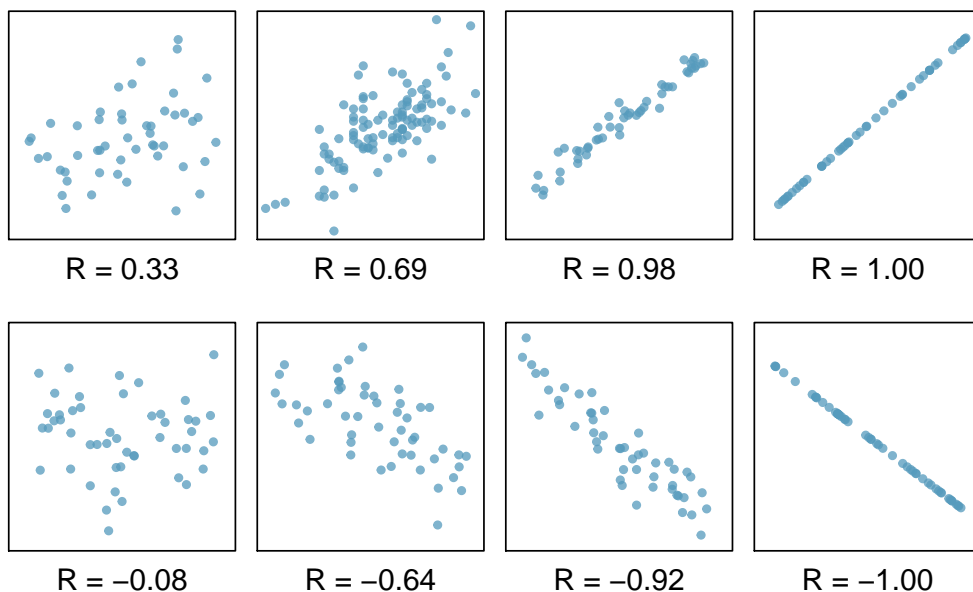 R = 0.33
R = 0.69
R = 0.98
R = 1.00
R = −0.08
R = −0.64
R = −0.92
R = −1.00